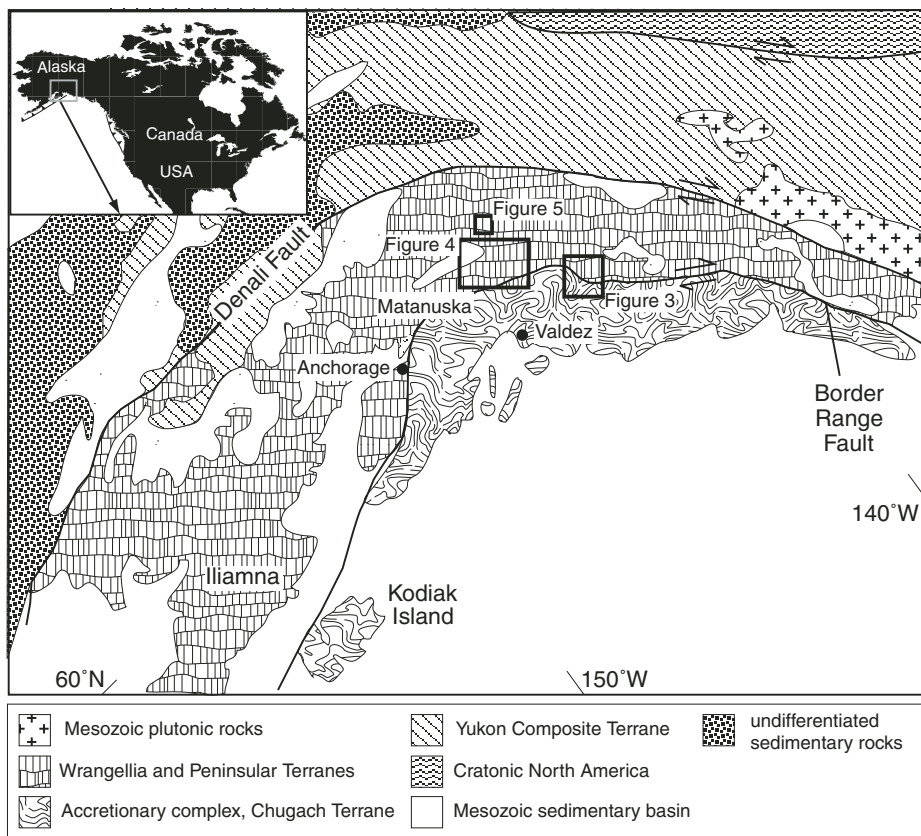 Alaska
Canada
USA
Denali Fault
Figure 5
Figure 4
Figure 3
Matanuska
Valdez
Anchorage
Border
Range
Fault
140˚W
Iliamna
Kodiak
Island
60˚N
150˚W
Mesozoic plutonic rocks
Yukon Composite Terrane
undifferentiated
sedimentary rocks
Wrangellia and Peninsular Terranes
Cratonic North America
Accretionary complex, Chugach Terrane
Mesozoic sedimentary basin